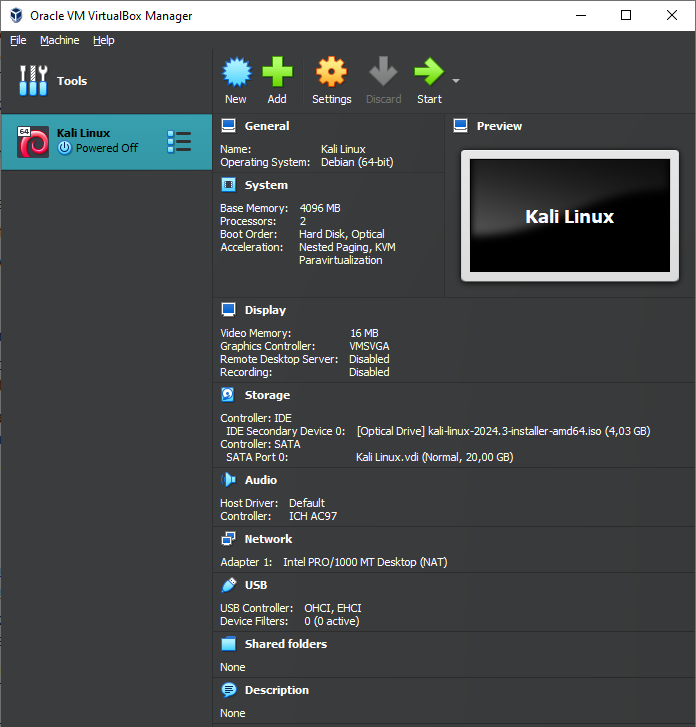 Oracle VM VirtualBox Manager
File Machine Help
Tools
New Add Settings Discard Start
64
Kali Linux
Powered Off
General
Name: Kali Linux
Operating System: Debian (64-bit)
Preview
Kali Linux
System
Base Memory: 4096 MB
Processors: 2
Boot Order: Hard Disk, Optical
Acceleration: Nested Paging, KVM
Paravirtualization
Display
Video Memory: 16 MB
Graphics Controller: VMSVGA
Remote Desktop Server: Disabled
Recording: Disabled
Storage
Controller: IDE
IDE Secondary Device 0: [Optical Drive] kali-linux-2024.3-installer-amd64.iso (4,03 GB)
Controller: SATA
SATA Port 0: Kali Linux.vdi (Normal, 20,00 GB)
Audio
Host Driver: Default
Controller: ICH AC97
Network
Adapter 1: Intel PRO/1000 MT Desktop (NAT)
USB
USB Controller: OHCI, EHCI
Device Filters: 0 (0 active)
Shared folders
None
Description
None